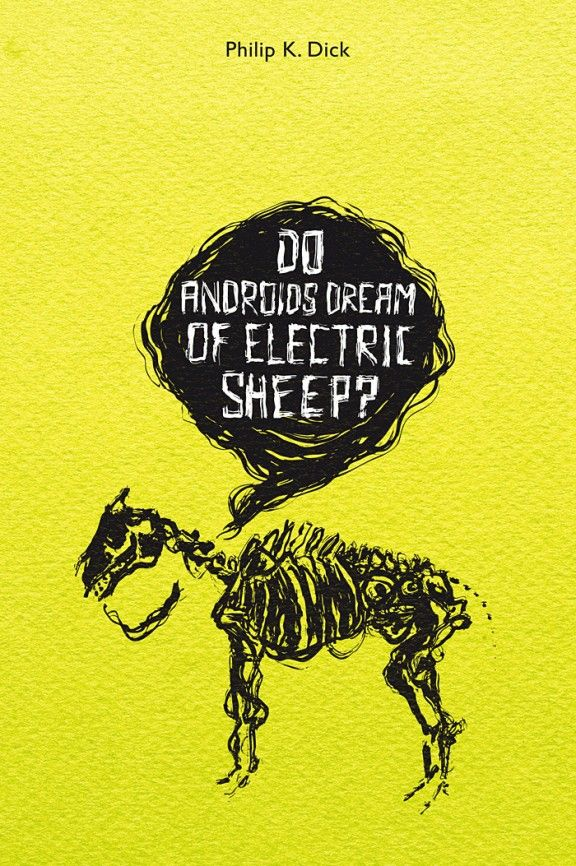 Philip K. Dick
DO
ANDROIDS DREAM
OF ELECTRIC
SHEEP?